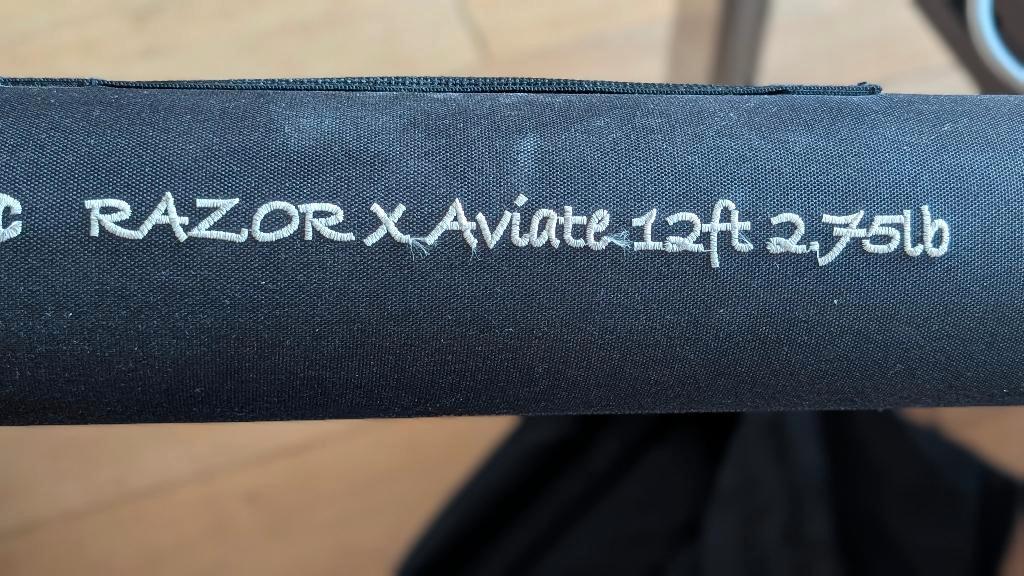 RAZOR X Aviate 12ft 2.75lb